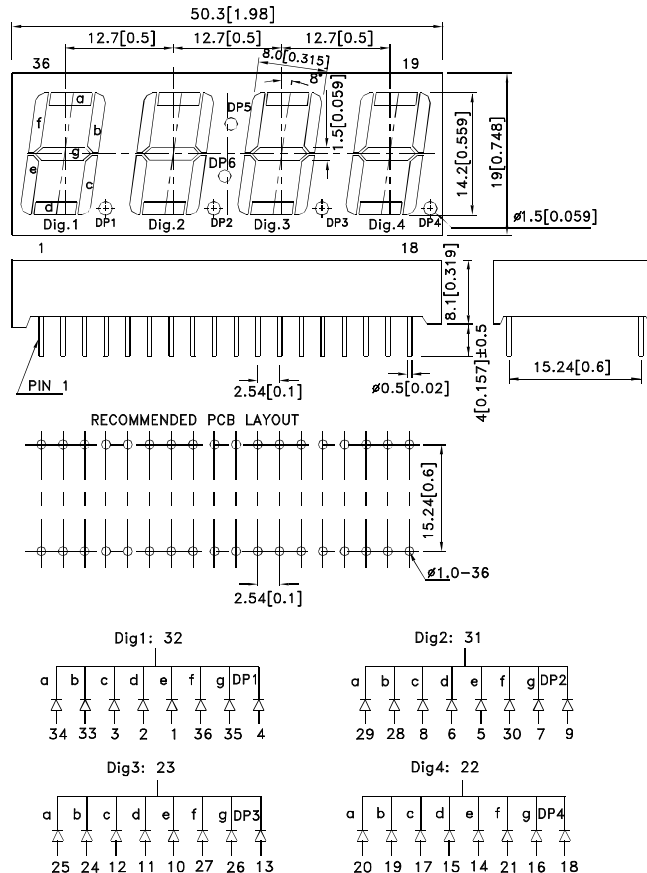 50.3[1.98]
12.7[0.5] 12.7[0.5] 12.7[0.5]
8.0[0.315]
36 19
8°
a
f b
g
e c
d
DP5
DP6
1.5[0.059]
14.2[0.559]
19[0.748]
Dig.1 DP1 Dig.2 DP2 Dig.3 DP3 Dig.4 DP4
ø1.5[0.059]
1 18
8.1[0.319]
4[0.157]±0.5
PIN 1
2.54[0.1]
ø0.5[0.02]
15.24[0.6]
RECOMMENDED PCB LAYOUT
15.24[0.6]
2.54[0.1]
ø1.0-36
Dig1: 32
a b c d e f g DP1
34 33 3 2 1 36 35 4
Dig2: 31
a b c d e f g DP2
29 28 8 6 5 30 7 9
Dig3: 23
a b c d e f g DP3
25 24 12 11 10 27 26 13
Dig4: 22
a b c d e f g DP4
20 19 17 15 14 21 16 18